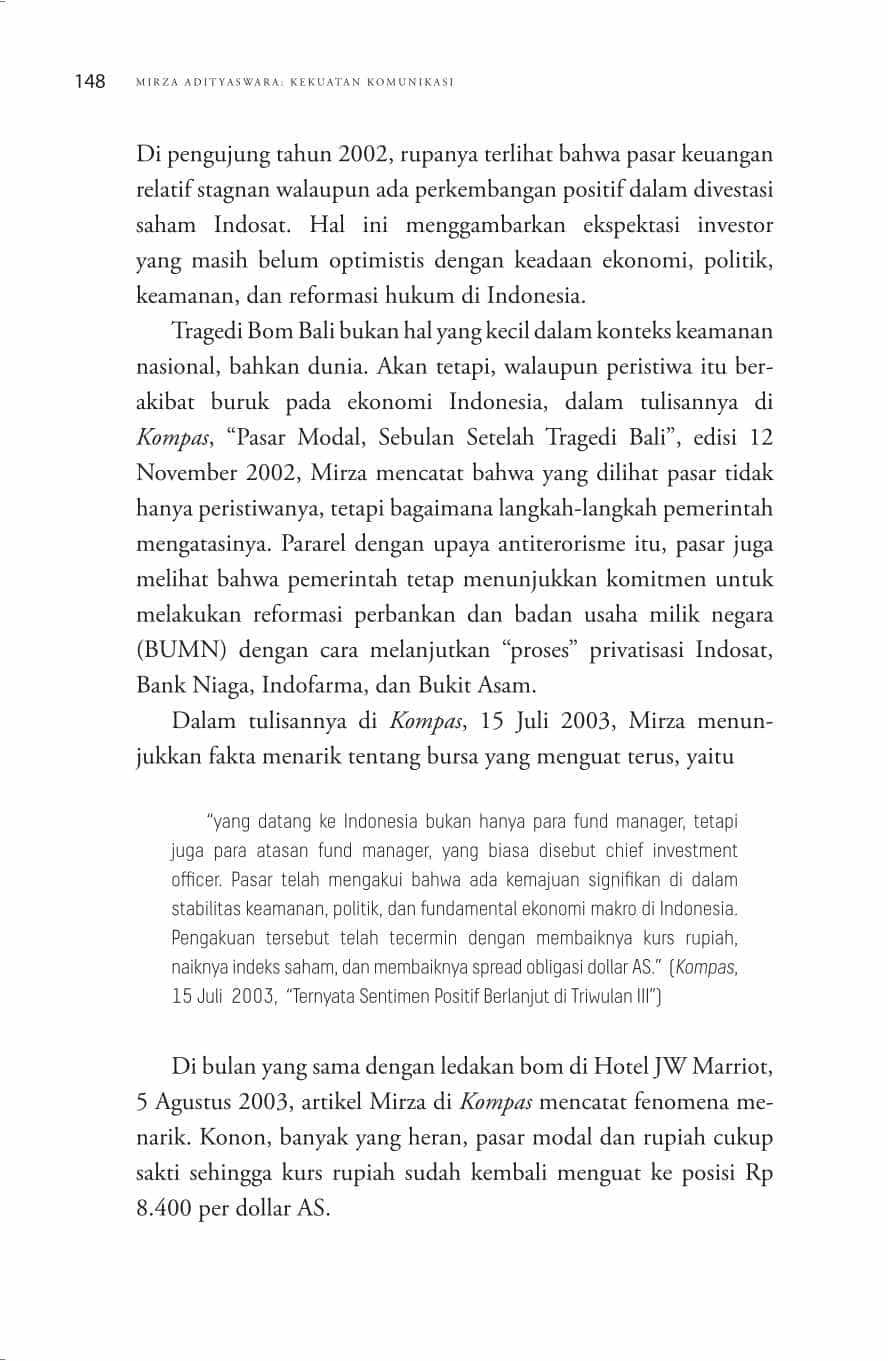 148 MIRZA ADITYASWARA: KEKUATAN KOMUNIKASI
Di pengujung tahun 2002, rupanya terlihat bahwa pasar keuangan
relatif stagnan walaupun ada perkembangan positif dalam divestasi
saham Indosat. Hal ini menggambarkan ekspektasi investor
yang masih belum optimistis dengan keadaan ekonomi, politik,
keamanan, dan reformasi hukum di Indonesia.
Tragedi Bom Bali bukan hal yang kecil dalam konteks keamanan
nasional, bahkan dunia. Akan tetapi, walaupun peristiwa itu ber-
akibat buruk pada ekonomi Indonesia, dalam tulisannya di
Kompas, “Pasar Modal, Sebulan Setelah Tragedi Bali”, edisi 12
November 2002, Mirza mencatat bahwa yang dilihat pasar tidak
hanya peristiwanya, tetapi bagaimana langkah-langkah pemerintah
mengatasinya. Pararel dengan upaya antiterorisme itu, pasar juga
melihat bahwa pemerintah tetap menunjukkan komitmen untuk
melakukan reformasi perbankan dan badan usaha milik negara
(BUMN) dengan cara melanjutkan “proses” privatisasi Indosat,
Bank Niaga, Indofarma, dan Bukit Asam.
Dalam tulisannya di Kompas, 15 Juli 2003, Mirza menun-
jukkan fakta menarik tentang bursa yang menguat terus, yaitu
“yang datang ke Indonesia bukan hanya para fund manager, tetapi
juga para atasan fund manager, yang biasa disebut chief investment
officer. Pasar telah mengakui bahwa ada kemajuan signifikan di dalam
stabilitas keamanan, politik, dan fundamental ekonomi makro di Indonesia.
Pengakuan tersebut telah tecermin dengan membaiknya kurs rupiah,
naiknya indeks saham, dan membaiknya spread obligasi dollar AS.” (Kompas,
15 Juli 2003, “Ternyata Sentimen Positif Berlanjut di Triwulan III”)
Di bulan yang sama dengan ledakan bom di Hotel JW Marriot,
5 Agustus 2003, artikel Mirza di Kompas mencatat fenomena me-
narik. Konon, banyak yang heran, pasar modal dan rupiah cukup
sakti sehingga kurs rupiah sudah kembali menguat ke posisi Rp
8.400 per dollar AS.